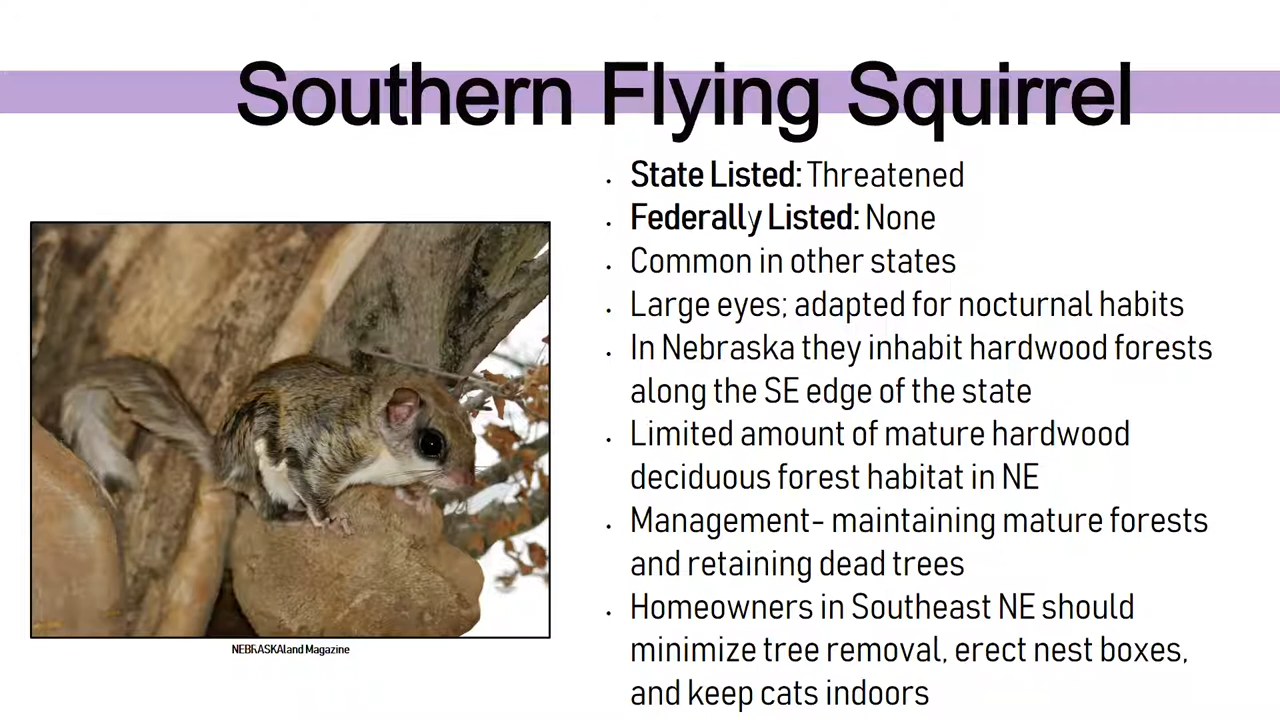 Southern Flying Squirrel
• State Listed: Threatened
• Federally Listed: None
• Common in other states
• Large eyes; adapted for nocturnal habits
• In Nebraska they inhabit hardwood forests
along the SE edge of the state
• Limited amount of mature hardwood
deciduous forest habitat in NE
• Management- maintaining mature forests
and retaining dead trees
• Homeowners in Southeast NE should
minimize tree removal, erect nest boxes,
and keep cats indoors
NEBRASKAland Magazine